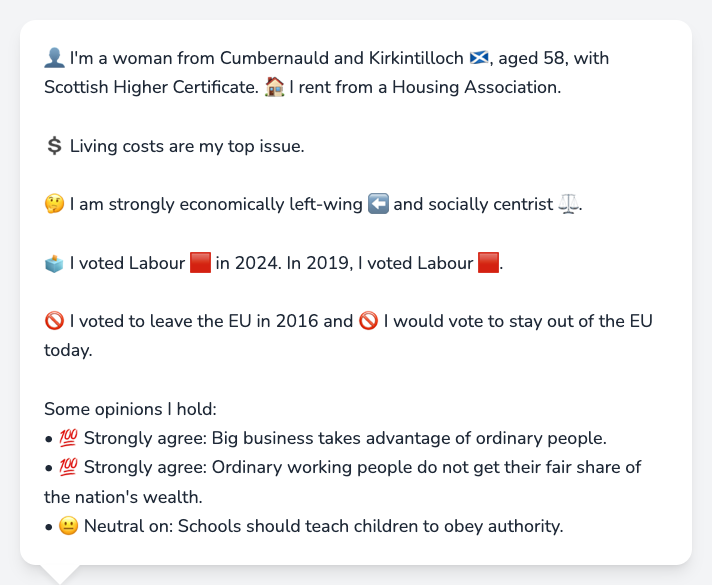 👤 I'm a woman from Cumbernauld and Kirkintilloch 🏴󠁧󠁢󠁳󠁣󠁴󠁿, aged 58, with
Scottish Higher Certificate. 🏠 I rent from a Housing Association.
💲 Living costs are my top issue.
🤔 I am strongly economically left-wing ⬅️ and socially centrist ⚖️.
🗳️ I voted Labour 🟥 in 2024. In 2019, I voted Labour 🟥.
🚫 I voted to leave the EU in 2016 and 🚫 I would vote to stay out of the EU
today.
Some opinions I hold:
• 💯 Strongly agree: Big business takes advantage of ordinary people.
• 💯 Strongly agree: Ordinary working people do not get their fair share of
the nation's wealth.
• 😐 Neutral on: Schools should teach children to obey authority.